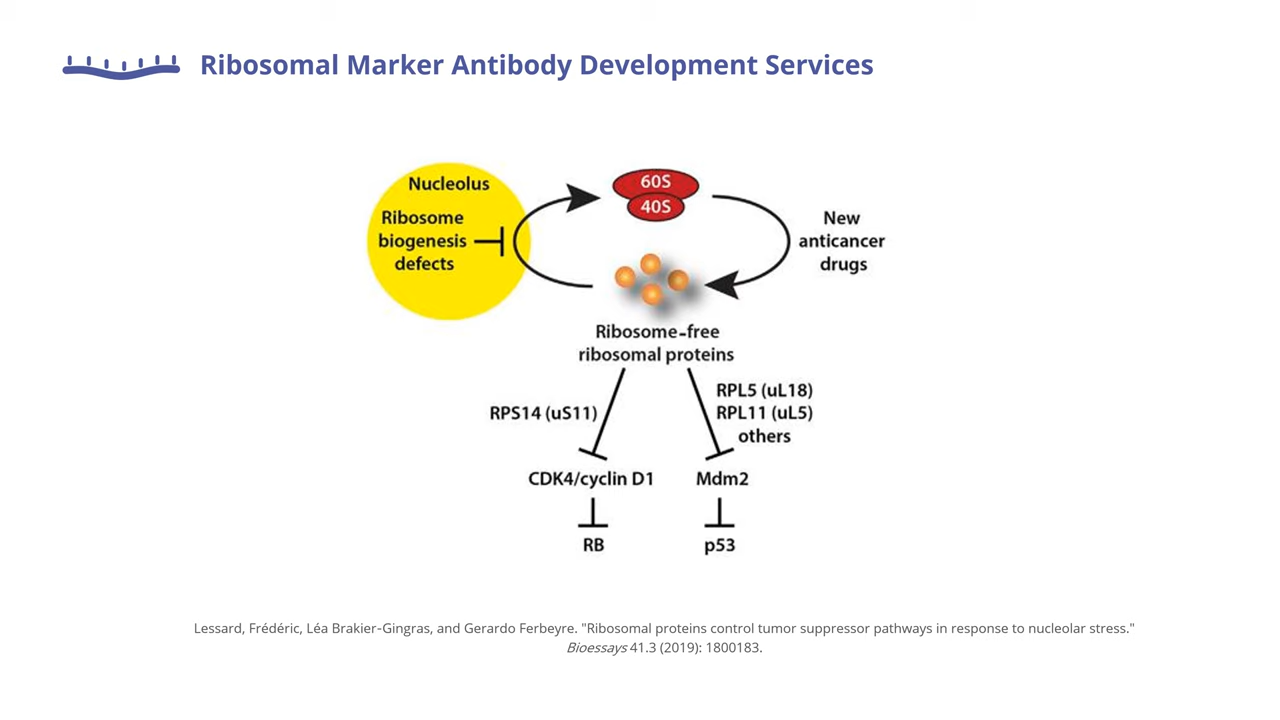 Ribosomal Marker Antibody Development Services
Nucleolus
Ribosome
biogenesis
defects
60S
40S
New
anticancer
drugs
Ribosome-free
ribosomal proteins
RPS14 (uS11)
RPL5 (uL18)
RPL11 (uL5)
others
CDK4/cyclin D1
Mdm2
RB
p53
Lessard, Frédéric, Léa Brakier-Gingras, and Gerardo Ferbeyre. "Ribosomal proteins control tumor suppressor pathways in response to nucleolar stress."
Bioessays 41.3 (2019): 1800183.